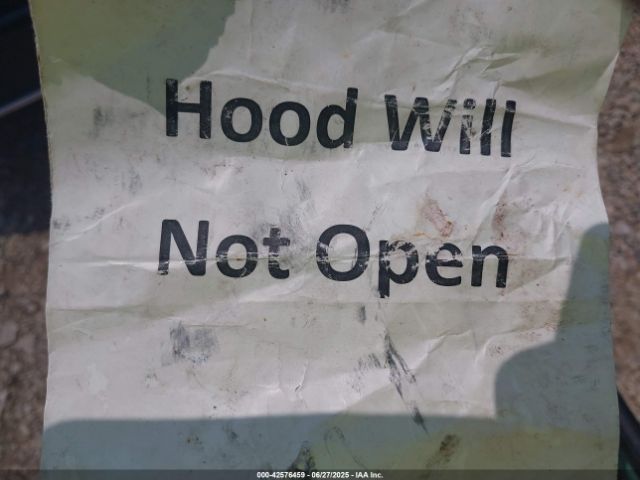 Hood Will
Not Open
000-42576459 - 06/27/2025 - IAA Inc.